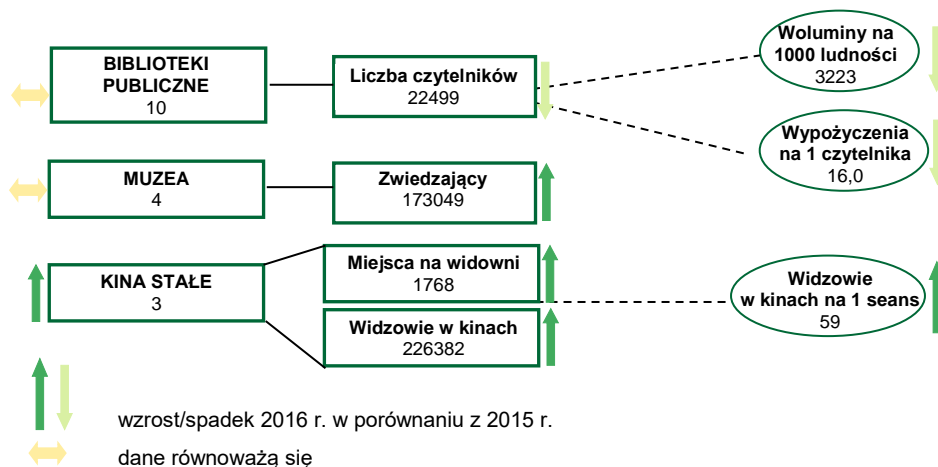 BIBLIOTEKI
PUBLICZNE
10
Liczba czytelników
22499
Woluminy na
1000 ludności
3223
Wypożyczenia
na 1 czytelnika
16,0
MUZEA
4
Zwiedzający
173049
KINA STAŁE
3
Miejsca na widowni
1768
Widzowie w kinach
226382
Widzowie
w kinach na 1 seans
59
wzrost/spadek 2016 r. w porównaniu z 2015 r.
dane równoważą się